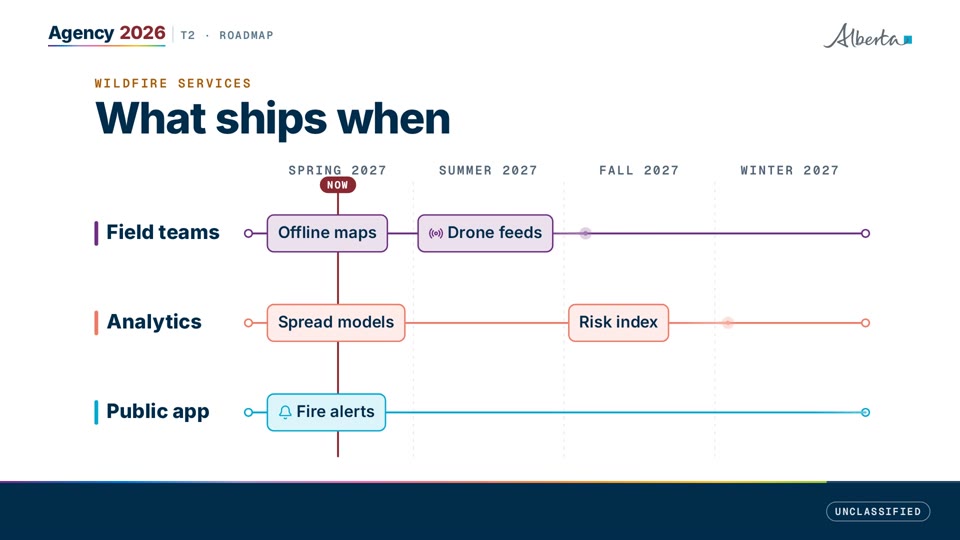 Agency 2026 T2 · ROADMAP
Alberta
WILDFIRE SERVICES
What ships when
SPRING 2027 SUMMER 2027 FALL 2027 WINTER 2027
NOW
Field teams Offline maps Drone feeds
Analytics Spread models Risk index
Public app Fire alerts
UNCLASSIFIED